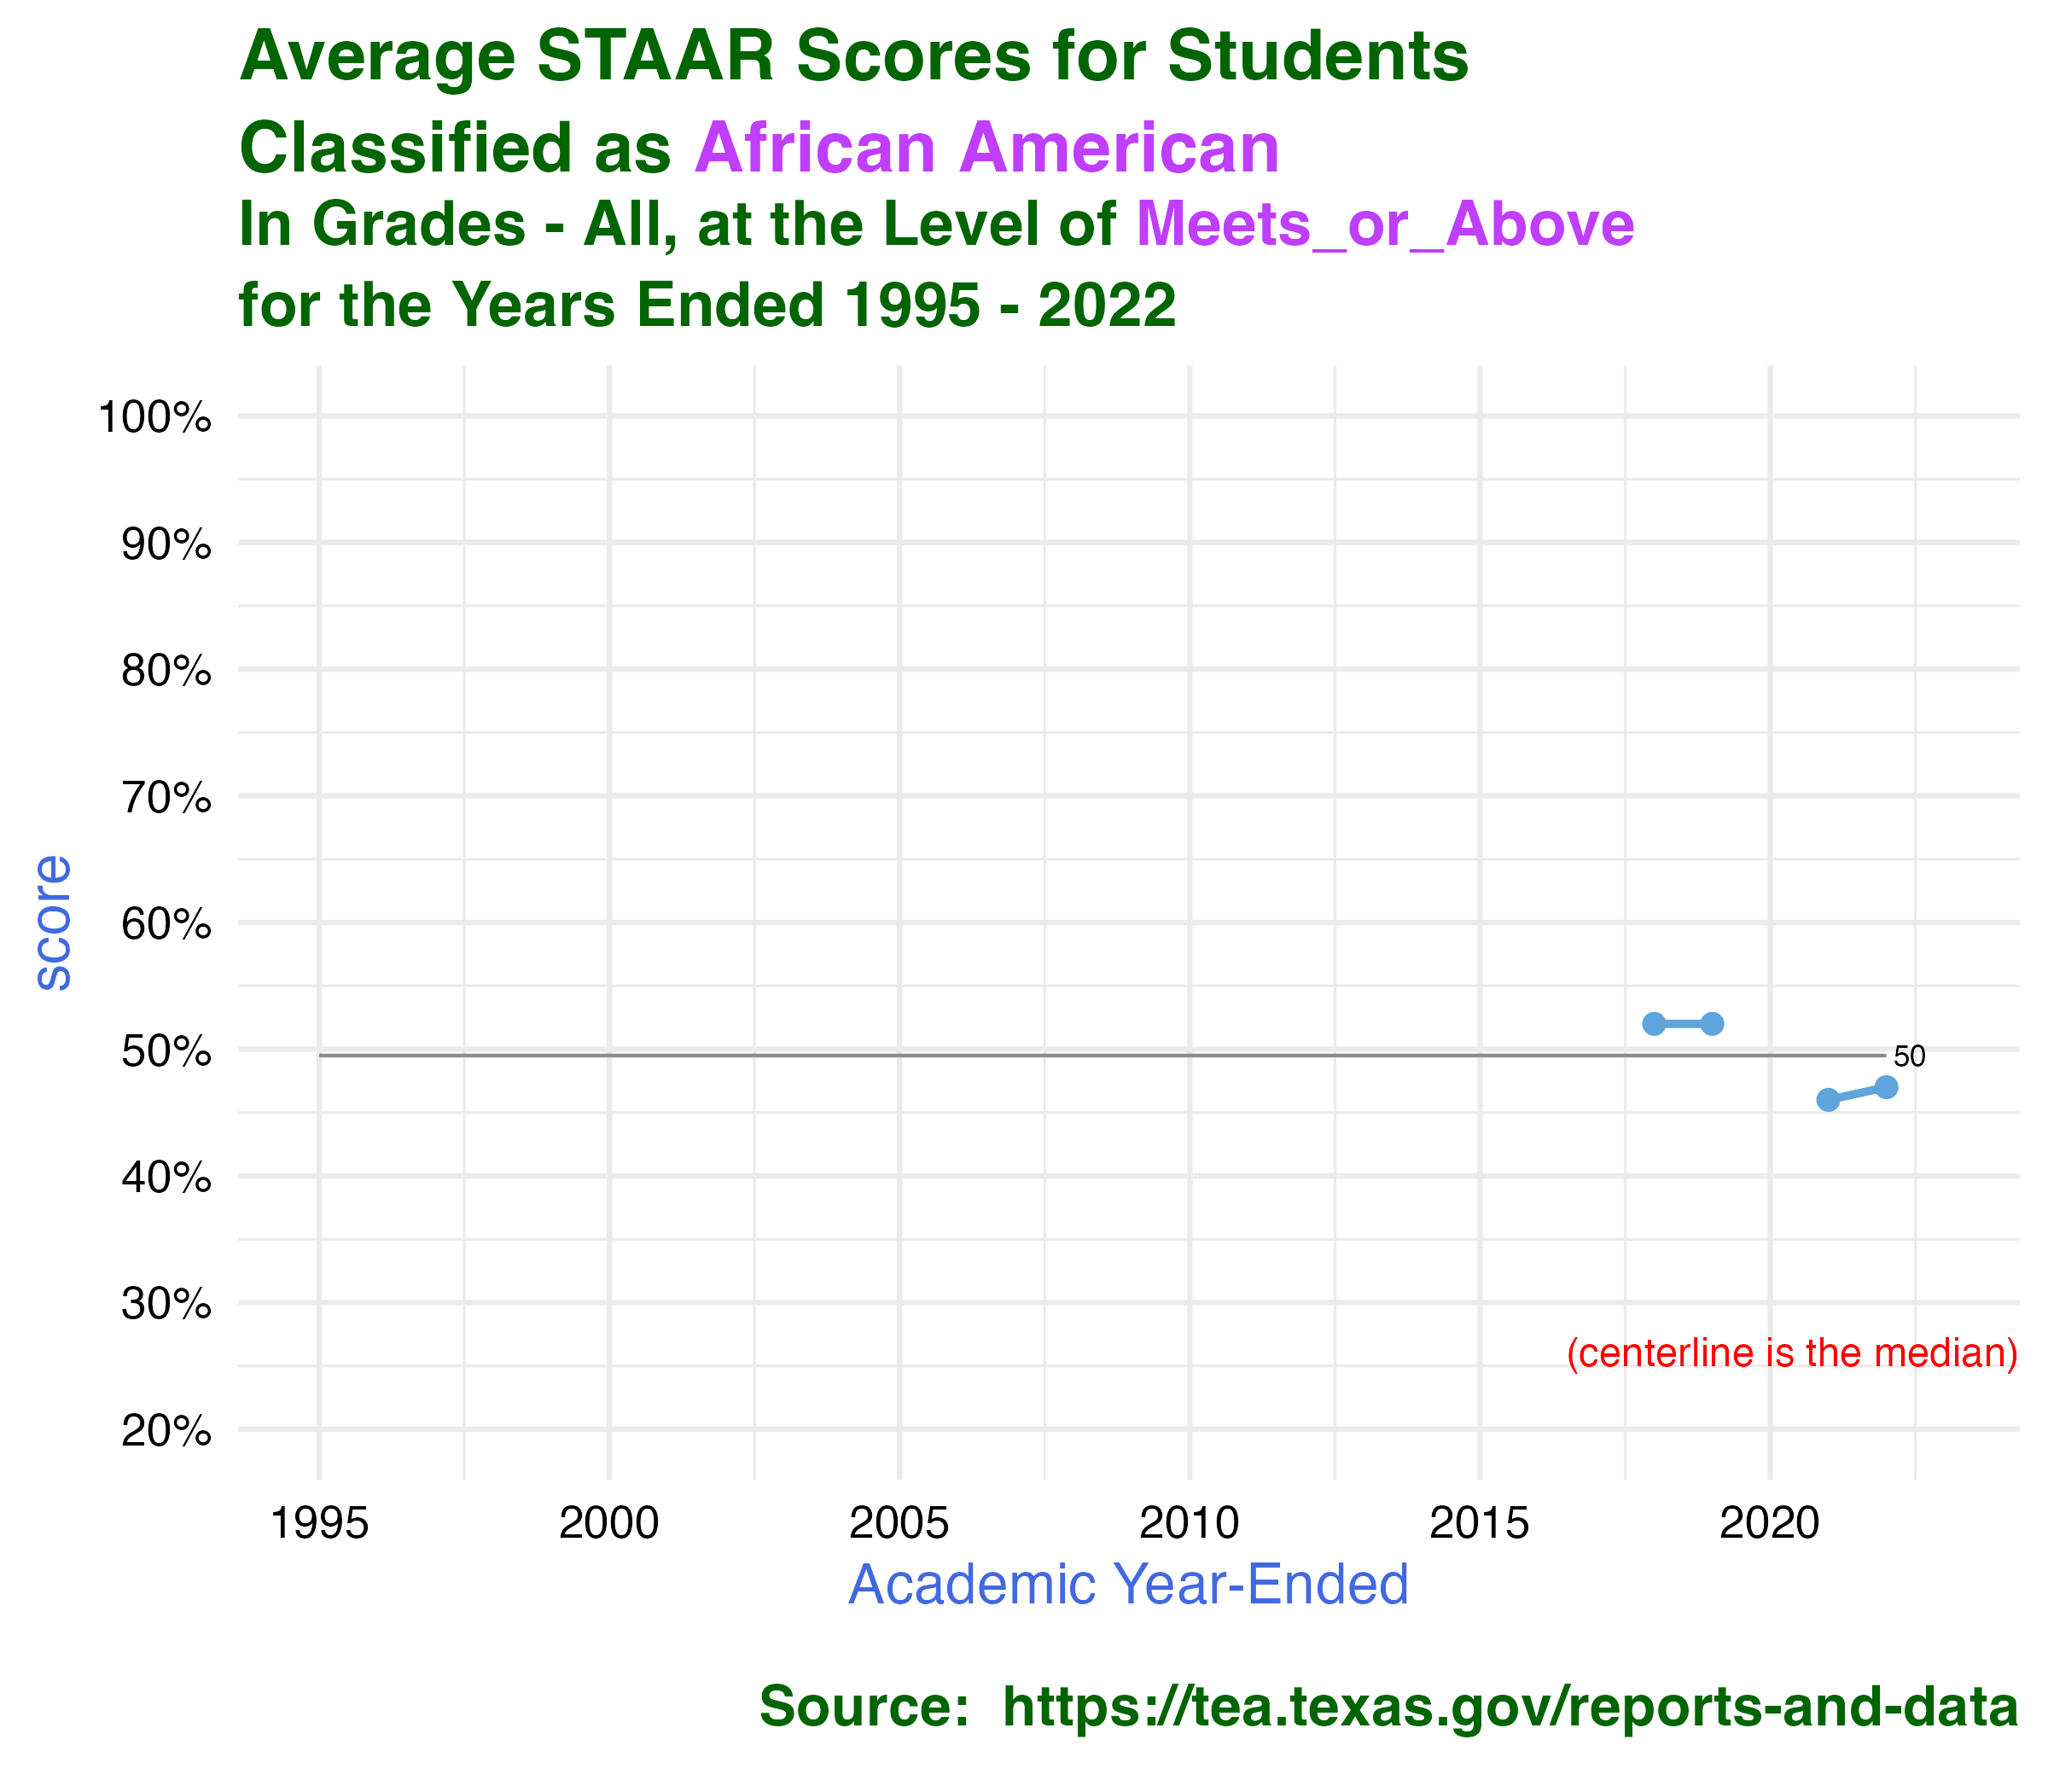 Average STAAR Scores for Students
Classified as African American
In Grades - All, at the Level of Meets_or_Above
for the Years Ended 1995 - 2022
100%
90%
80%
70%
60%
50%
40%
30%
20%
score
50
(centerline is the median)
1995 2000 2005 2010 2015 2020
Academic Year-Ended
Source:  https://tea.texas.gov/reports-and-data